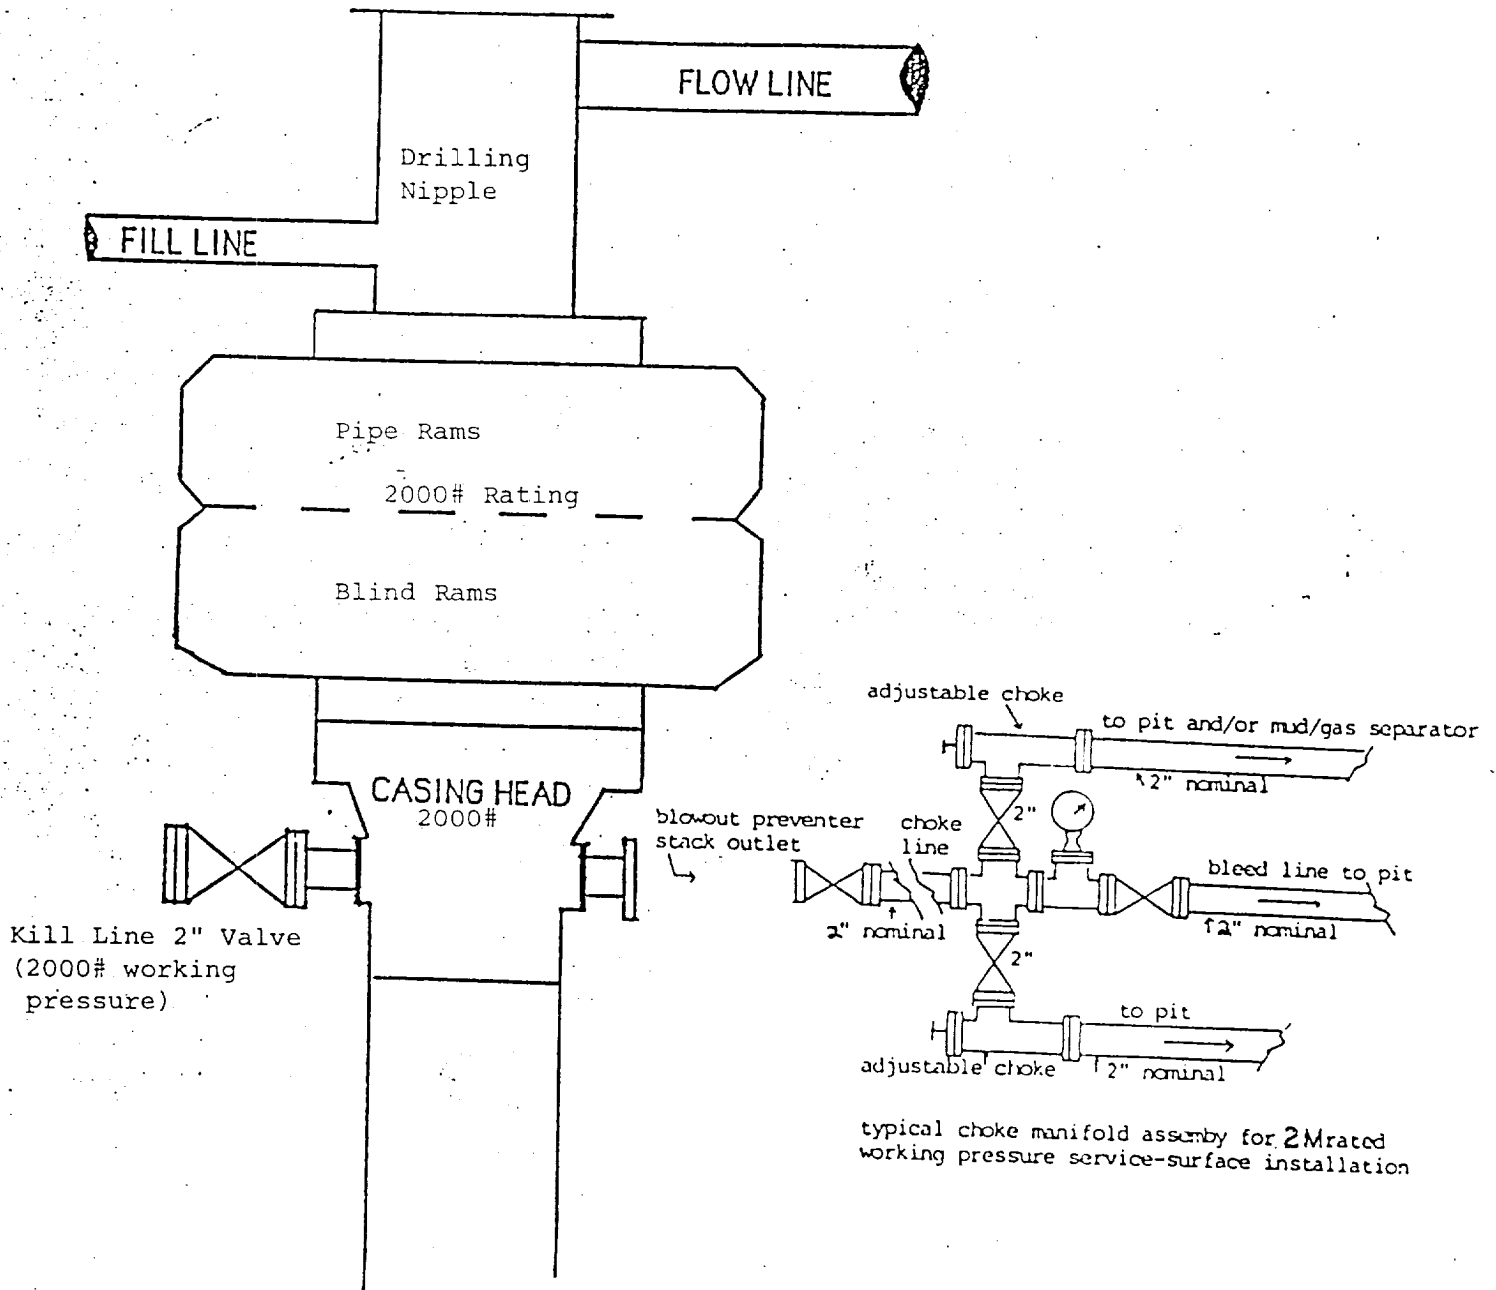 FLOW LINE
Drilling
Nipple
FILL LINE
Pipe Rams
2000# Rating
Blind Rams
CASING HEAD
2000#
Kill Line 2" Valve
(2000# working
pressure)
adjustable choke
to pit and/or mud/gas separator
2" nominal
2"
blowout preventer
stack outlet
choke
line
bleed line to pit
2" nominal
2" nominal
2"
to pit
adjustable choke
2" nominal
typical choke manifold assemby for 2M rated
working pressure service-surface installation